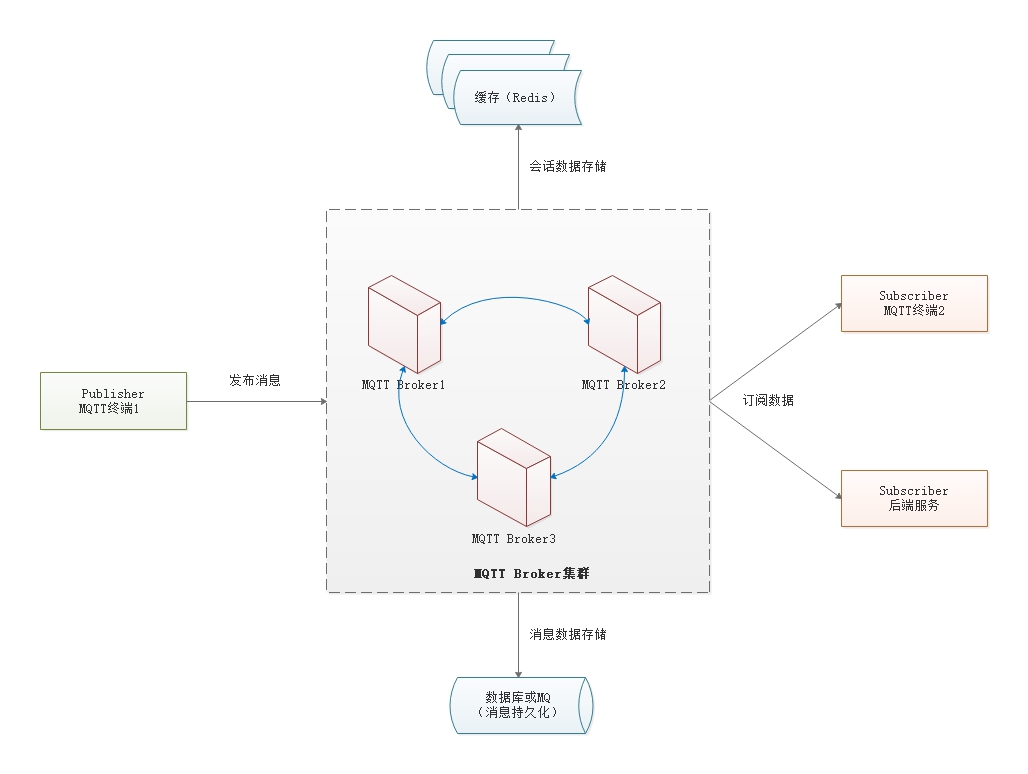 缓存（Redis）
会话数据存储
MQTT Broker1
MQTT Broker2
Publisher
MQTT终端1
发布消息
Subscriber
MQTT终端2
订阅数据
Subscriber
后端服务
MQTT Broker3
MQTT Broker集群
消息数据存储
数据库或MQ
（消息持久化）